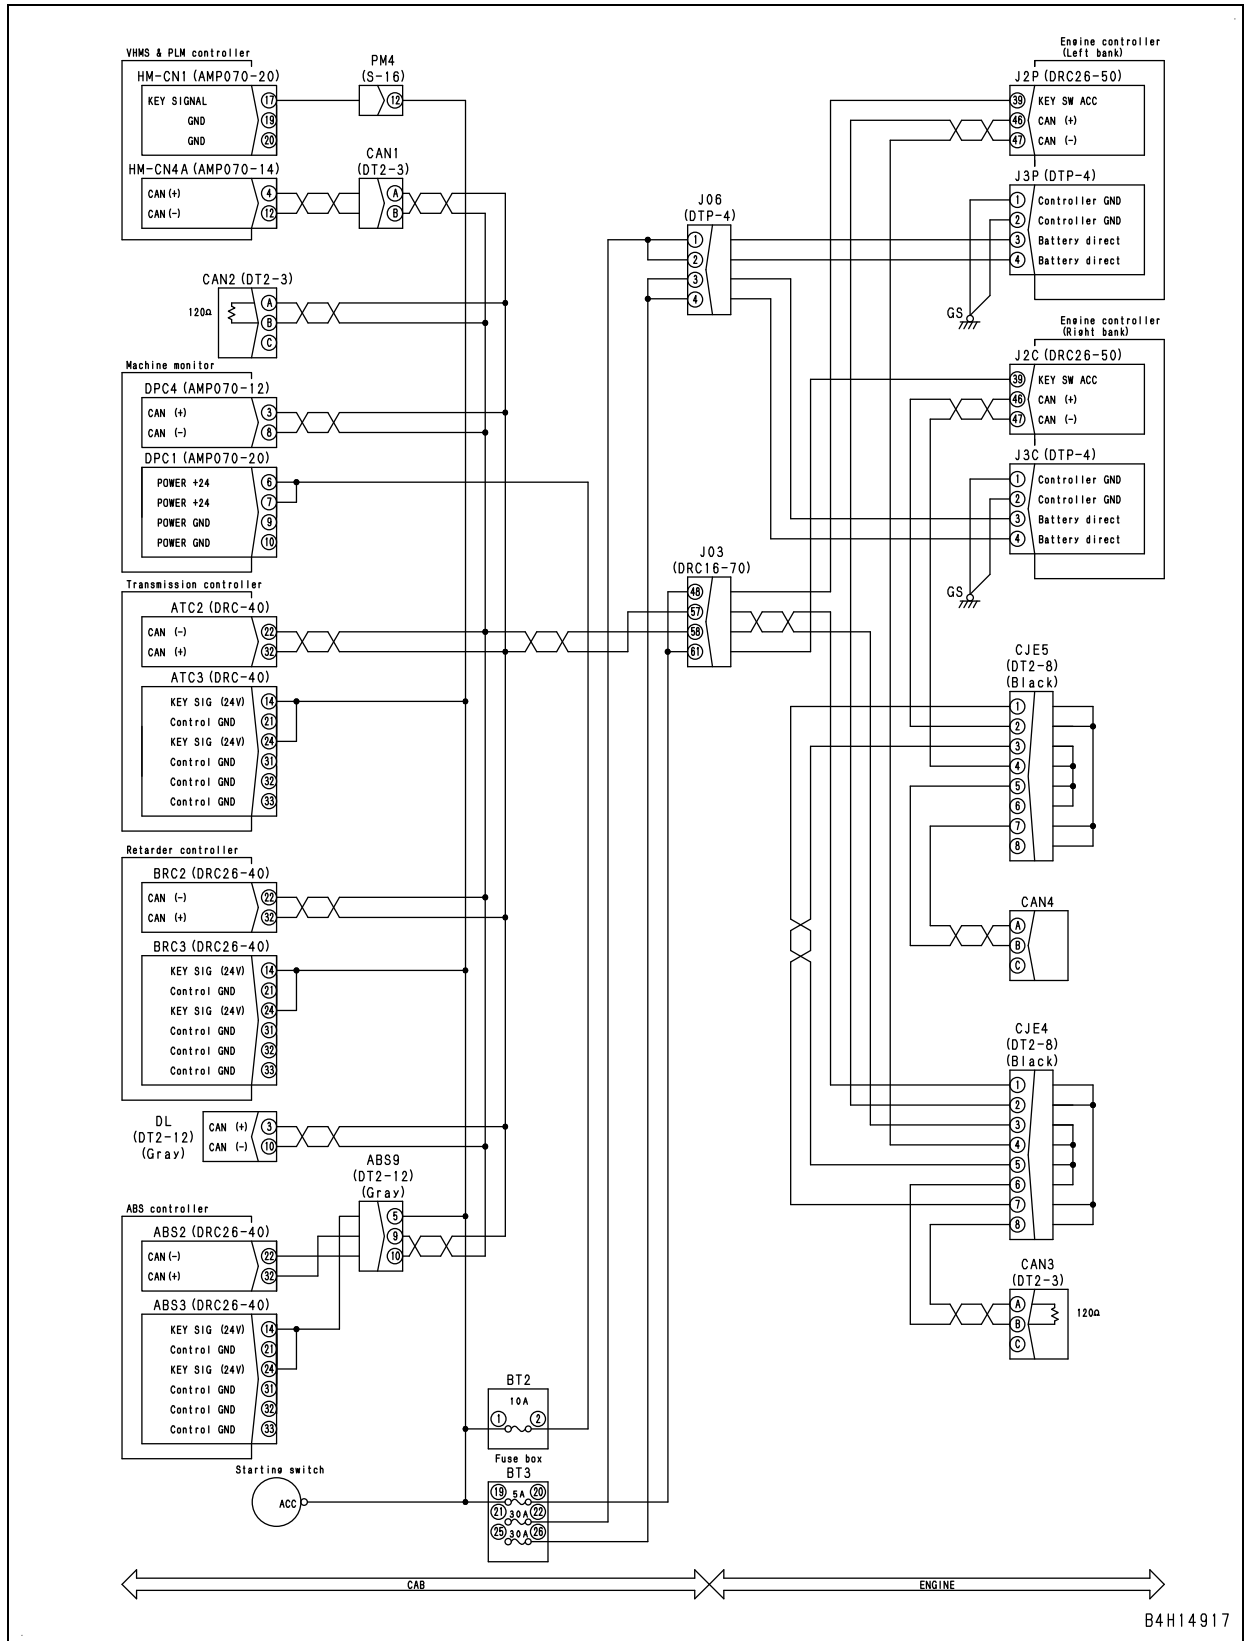 VHMS & PLM controller
HM-CN1 (AMP070-20)
KEY SIGNAL 17
GND 19
GND 20
PM4
(S-16)
12
HM-CN4A (AMP070-14)
CAN (+) 4
CAN (-) 12
CAN1
(DT2-3)
A
B
CAN2 (DT2-3)
120Ω
A
B
C
Machine monitor
DPC4 (AMP070-12)
CAN (+) 3
CAN (-) 8
DPC1 (AMP070-20)
POWER +24 6
POWER +24 7
POWER GND 9
POWER GND 10
Transmission controller
ATC2 (DRC-40)
CAN (-) 22
CAN (+) 32
ATC3 (DRC-40)
KEY SIG (24V) 14
Control GND 21
KEY SIG (24V) 24
Control GND 31
Control GND 32
Control GND 33
Retarder controller
BRC2 (DRC26-40)
CAN (-) 22
CAN (+) 32
BRC3 (DRC26-40)
KEY SIG (24V) 14
Control GND 21
KEY SIG (24V) 24
Control GND 31
Control GND 32
Control GND 33
DL
(DT2-12)
(Gray)
CAN (+) 3
CAN (-) 10
ABS9
(DT2-12)
(Gray)
5
9
10
ABS controller
ABS2 (DRC26-40)
CAN (-) 22
CAN (+) 32
ABS3 (DRC26-40)
KEY SIG (24V) 14
Control GND 21
KEY SIG (24V) 24
Control GND 31
Control GND 32
Control GND 33
Starting switch
ACC
BT2
10A
1 2
Fuse box
BT3
19 5A 20
21 30A 22
25 30A 26
J06
(DTP-4)
1
2
3
4
J03
(DRC16-70)
48
57
58
61
Engine controller
(Left bank)
J2P (DRC26-50)
39 KEY SW ACC
46 CAN (+)
47 CAN (-)
J3P (DTP-4)
1 Controller GND
2 Controller GND
3 Battery direct
4 Battery direct
GS
Engine controller
(Right bank)
J2C (DRC26-50)
39 KEY SW ACC
46 CAN (+)
47 CAN (-)
J3C (DTP-4)
1 Controller GND
2 Controller GND
3 Battery direct
4 Battery direct
GS
CJE5
(DT2-8)
(Black)
1
2
3
4
5
6
7
8
CAN4
A
B
C
CJE4
(DT2-8)
(Black)
1
2
3
4
5
6
7
8
CAN3
(DT2-3)
A
B
C
120Ω
CAB
ENGINE
B4H14917